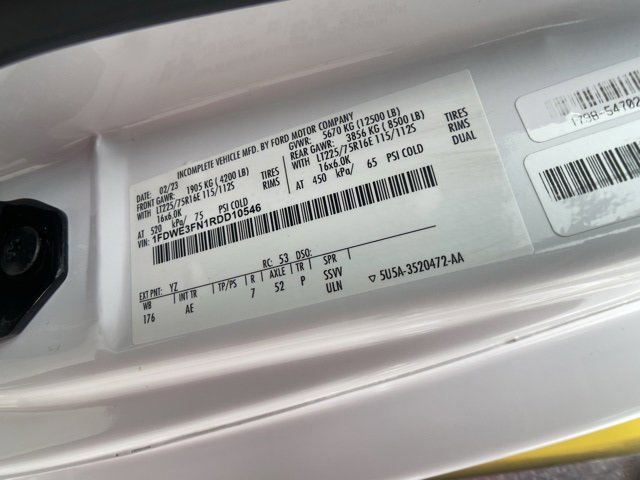 INCOMPLETE VEHICLE MFD. BY FORD MOTOR COMPANY
DATE: 02/23 GVWR: 5670 KG (12500 LB)
FRONT GAWR: 1905 KG (4200 LB) REAR GAWR: 3856 KG (8500 LB)
WITH LT225/75R16E 115/112S TIRES WITH LT225/75R16E 115/112S TIRES
16x6.0K RIMS 16x6.0K RIMS
AT 520 kPa/ 75 PSI COLD AT 450 kPa/ 65 PSI COLD DUAL
VIN: 1FDWE3FN1RDD10546
EXT PNT: YZ RC: 53 DSO:
WB INT TR TP/PS R AXLE TR SPR
176 AE 7 52 P SSVV
ULN
5U5A-3520472-AA